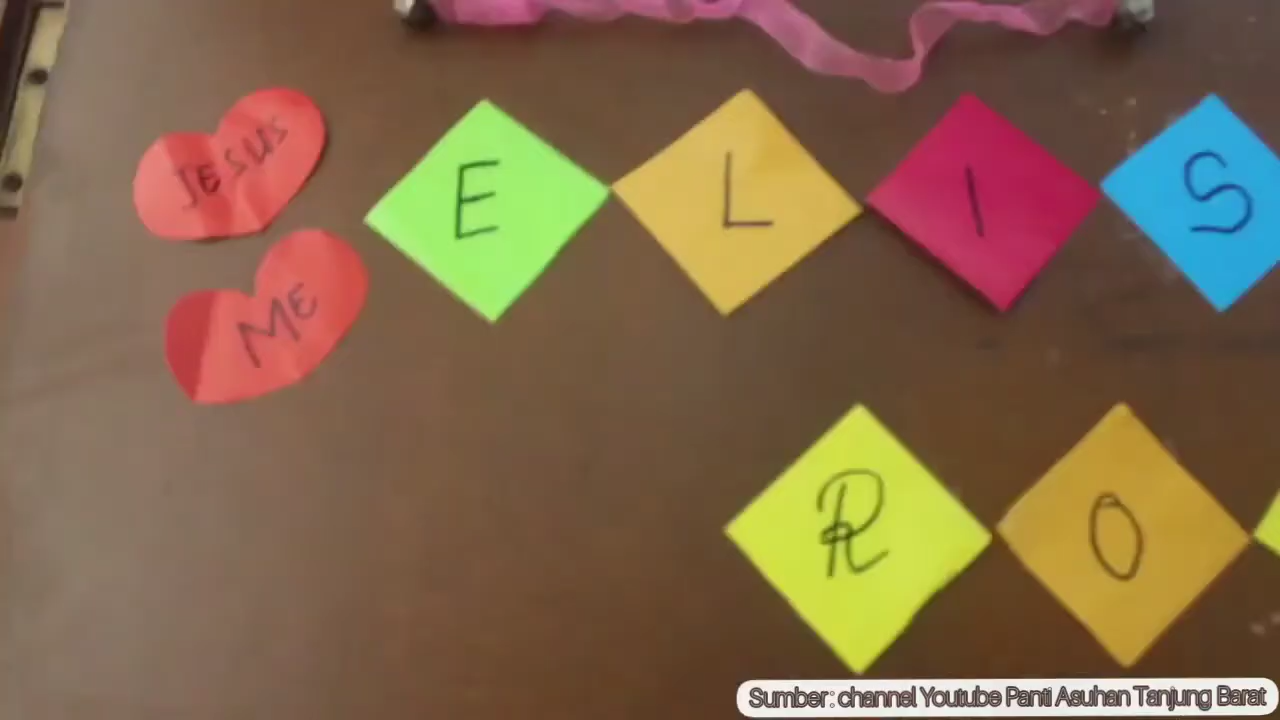 JESUS
ME
E L I S
R O
Sumber: channel Youtube Panti Asuhan Tanjung Barat